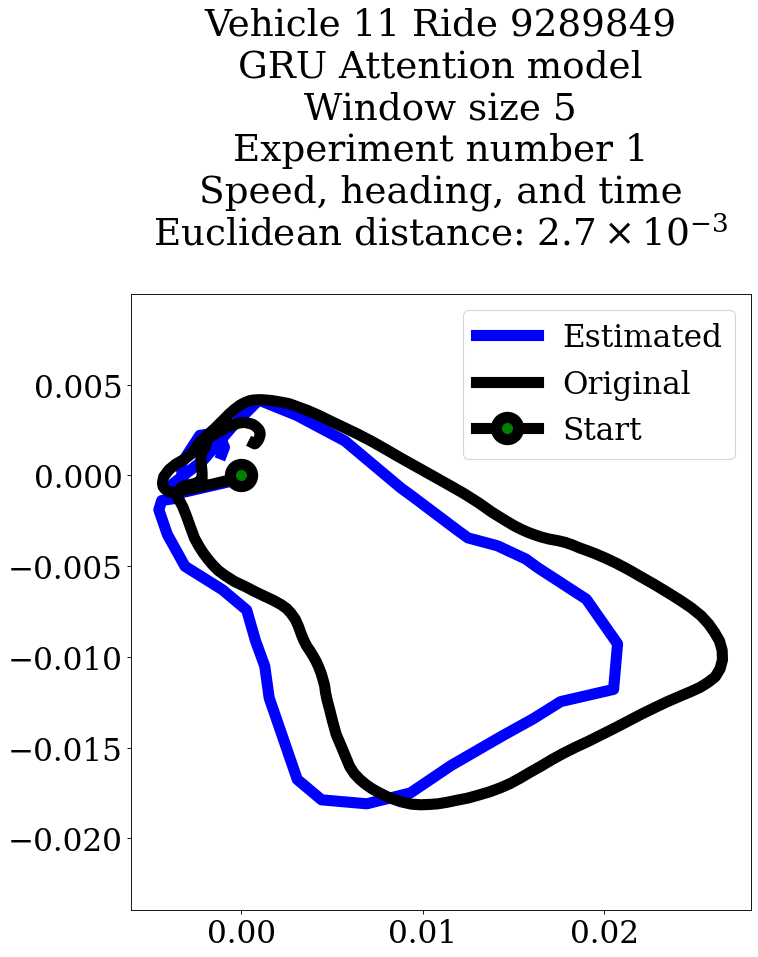 Vehicle 11 Ride 9289849
GRU Attention model
Window size 5
Experiment number 1
Speed, heading, and time
Euclidean distance: 2.7 × 10⁻³
Estimated
Original
Start
0.005
0.000
−0.005
−0.010
−0.015
−0.020
0.00 0.01 0.02